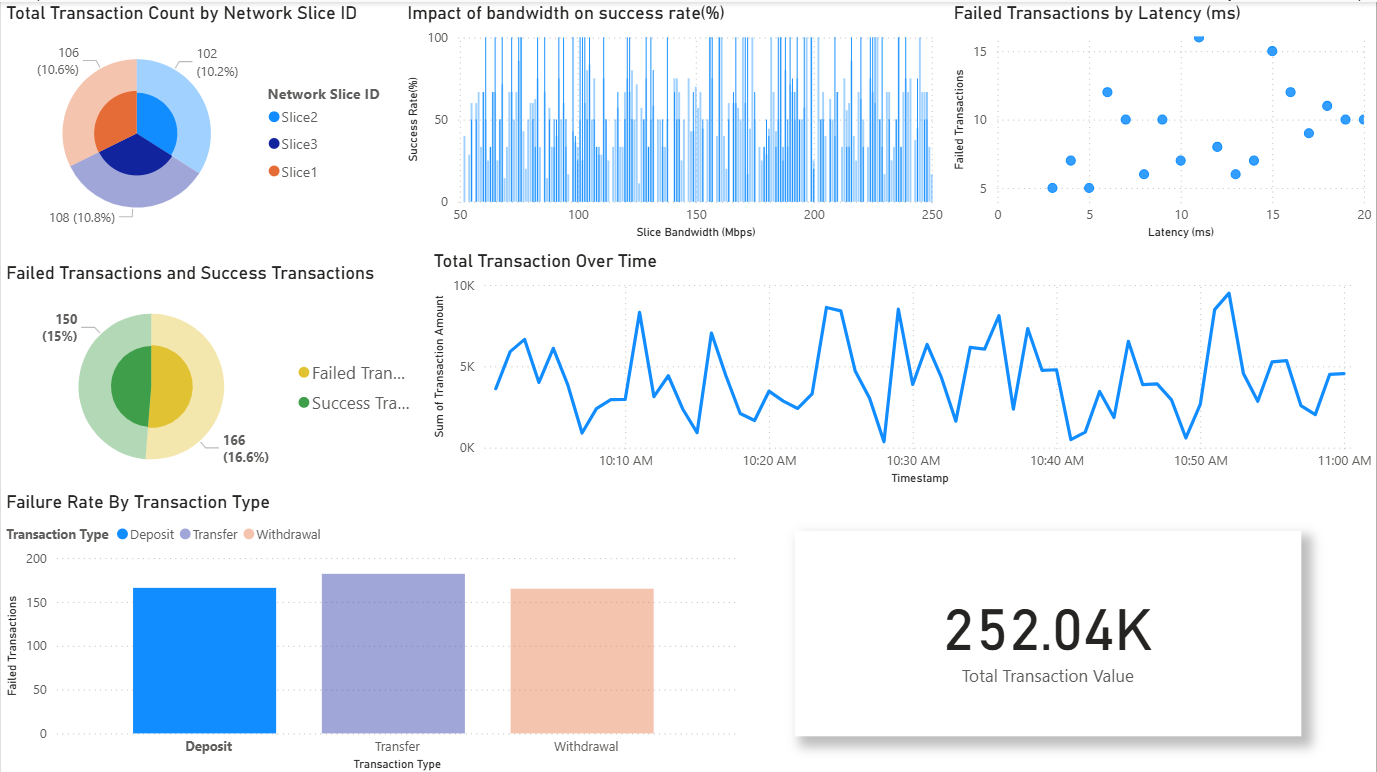 Total Transaction Count by Network Slice ID
106
(10.6%)
102
(10.2%)
108 (10.8%)
Network Slice ID
Slice2
Slice3
Slice1
Impact of bandwidth on success rate(%)
Success Rate(%)
100
50
0
50
100
150
200
250
Slice Bandwidth (Mbps)
Failed Transactions by Latency (ms)
Failed Transactions
15
10
5
0
5
10
15
20
Latency (ms)
Failed Transactions and Success Transactions
150
(15%)
166
(16.6%)
Failed Tran...
Success Tra...
Total Transaction Over Time
Sum of Transaction Amount
10K
5K
0K
10:10 AM
10:20 AM
10:30 AM
10:40 AM
10:50 AM
11:00 AM
Timestamp
Failure Rate By Transaction Type
Transaction Type Deposit Transfer Withdrawal
Failed Transactions
200
150
100
50
0
Deposit
Transfer
Withdrawal
Transaction Type
252.04K
Total Transaction Value